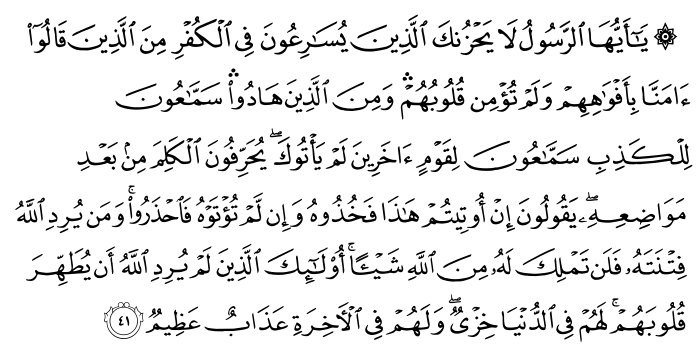 ۞ يَـٰٓأَيُّهَا ٱلرَّسُولُ لَا يَحْزُنكَ ٱلَّذِينَ يُسَـٰرِعُونَ فِى ٱلْكُفْرِ مِنَ ٱلَّذِينَ قَالُوٓا۟
ءَامَنَّا بِأَفْوَٰهِهِمْ وَلَمْ تُؤْمِن قُلُوبُهُمْ ۛ وَمِنَ ٱلَّذِينَ هَادُوا۟ ۛ سَمَّـٰعُونَ
لِلْكَذِبِ سَمَّـٰعُونَ لِقَوْمٍ ءَاخَرِينَ لَمْ يَأْتُوكَ ۖ يُحَرِّفُونَ ٱلْكَلِمَ مِنۢ بَعْدِ
مَوَاضِعِهِۦ ۖ يَقُولُونَ إِنْ أُوتِيتُمْ هَـٰذَا فَخُذُوهُ وَإِن لَّمْ تُؤْتَوْهُ فَٱحْذَرُوا۟ ۚ وَمَن يُرِدِ ٱللَّهُ
فِتْنَتَهُۥ فَلَن تَمْلِكَ لَهُۥ مِنَ ٱللَّهِ شَيْـًٔا ۚ أُو۟لَـٰٓئِكَ ٱلَّذِينَ لَمْ يُرِدِ ٱللَّهُ أَن يُطَهِّرَ
قُلُوبَهُمْ ۚ لَهُمْ فِى ٱلدُّنْيَا خِزْىٌ ۖ وَلَهُمْ فِى ٱلْـَٔاخِرَةِ عَذَابٌ عَظِيمٌ ٤١